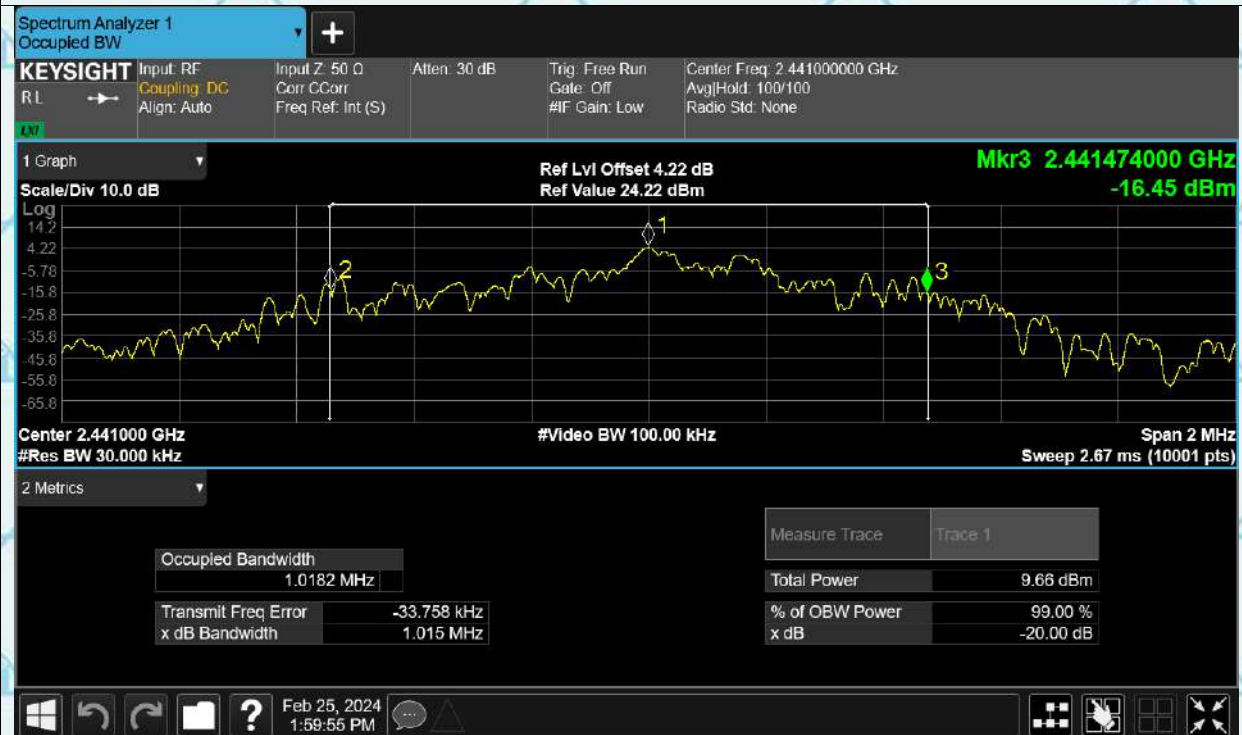 Spectrum Analyzer 1
Occupied BW
+
KEYSIGHT
RL
LXI
Input: RF
Coupling: DC
Align: Auto
Input Z: 50 Ω
Corr CCorr
Freq Ref: Int (S)
Atten: 30 dB
Trig: Free Run
Gate: Off
#IF Gain: Low
Center Freq: 2.441000000 GHz
Avg|Hold: 100/100
Radio Std: None
1 Graph
Scale/Div 10.0 dB
Ref Lvl Offset 4.22 dB
Ref Value 24.22 dBm
Mkr3 2.441474000 GHz
-16.45 dBm
Log
14.2
4.22
-5.78
-15.8
-25.8
-35.8
-45.8
-55.8
-65.8
1
2
3
Center 2.441000 GHz
#Res BW 30.000 kHz
#Video BW 100.00 kHz
Span 2 MHz
Sweep 2.67 ms (10001 pts)
2 Metrics
Occupied Bandwidth
1.0182 MHz
Transmit Freq Error -33.758 kHz
x dB Bandwidth 1.015 MHz
Measure Trace Trace 1
Total Power 9.66 dBm
% of OBW Power 99.00 %
x dB -20.00 dB
?
Feb 25, 2024
1:59:55 PM